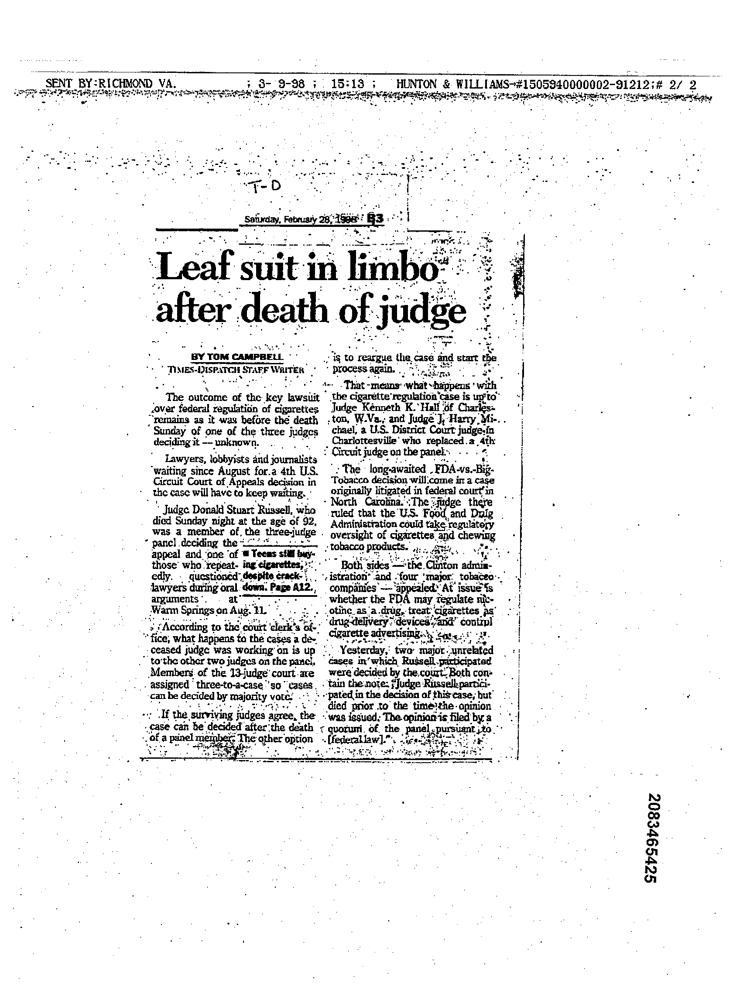 SENT BY:RICHMOND VA. ; 3- 9-98 ; 15:13 ; HUNTON & WILLIAMS→#1505940000002-91212;# 2/ 2
T-D
Saturday, February 28, 1998 B3
Leaf suit in limbo
after death of judge
BY TOM CAMPBELL
TIMES-DISPATCH STAFF WRITER
The outcome of the key lawsuit
over federal regulation of cigarettes
remains as it was before the death
Sunday of one of the three judges
deciding it — unknown.
Lawyers, lobbyists and journalists
waiting since August for a 4th U.S.
Circuit Court of Appeals decision in
the case will have to keep waiting.
Judge Donald Stuart Russell, who
died Sunday night at the age of 92,
was a member of the three-judge
panel deciding the
appeal and one of
those who repeat-
edly questioned
lawyers during oral
arguments at
Warm Springs on Aug. 11.
■ Teens still buy-
ing cigarettes,
despite crack-
down. Page A12.
According to the court clerk's of-
fice, what happens to the cases a de-
ceased judge was working on is up
to the other two judges on the panel.
Members of the 13-judge court are
assigned three-to-a-case so cases
can be decided by majority vote.
If the surviving judges agree, the
case can be decided after the death
of a panel member. The other option
is to reargue the case and start the
process again.
That means what happens with
the cigarette regulation case is up to
Judge Kenneth K. Hall of Charles-
ton, W.Va., and Judge J. Harry Mi-
chael, a U.S. District Court judge in
Charlottesville who replaced a 4th
Circuit judge on the panel.
The long-awaited FDA-vs.-Big-
Tobacco decision will come in a case
originally litigated in federal court in
North Carolina. The judge there
ruled that the U.S. Food and Drug
Administration could take regulatory
oversight of cigarettes and chewing
tobacco products.
Both sides — the Clinton admin-
istration and four major tobacco
companies — appealed. At issue is
whether the FDA may regulate nic-
otine as a drug, treat cigarettes as
drug-delivery "devices" and control
cigarette advertising.
Yesterday, two major unrelated
cases in which Russell participated
were decided by the court. Both con-
tain the note: "Judge Russell partici-
pated in the decision of this case, but
died prior to the time the opinion
was issued. The opinion is filed by a
quorum of the panel pursuant to
[federal law]."
2083465425